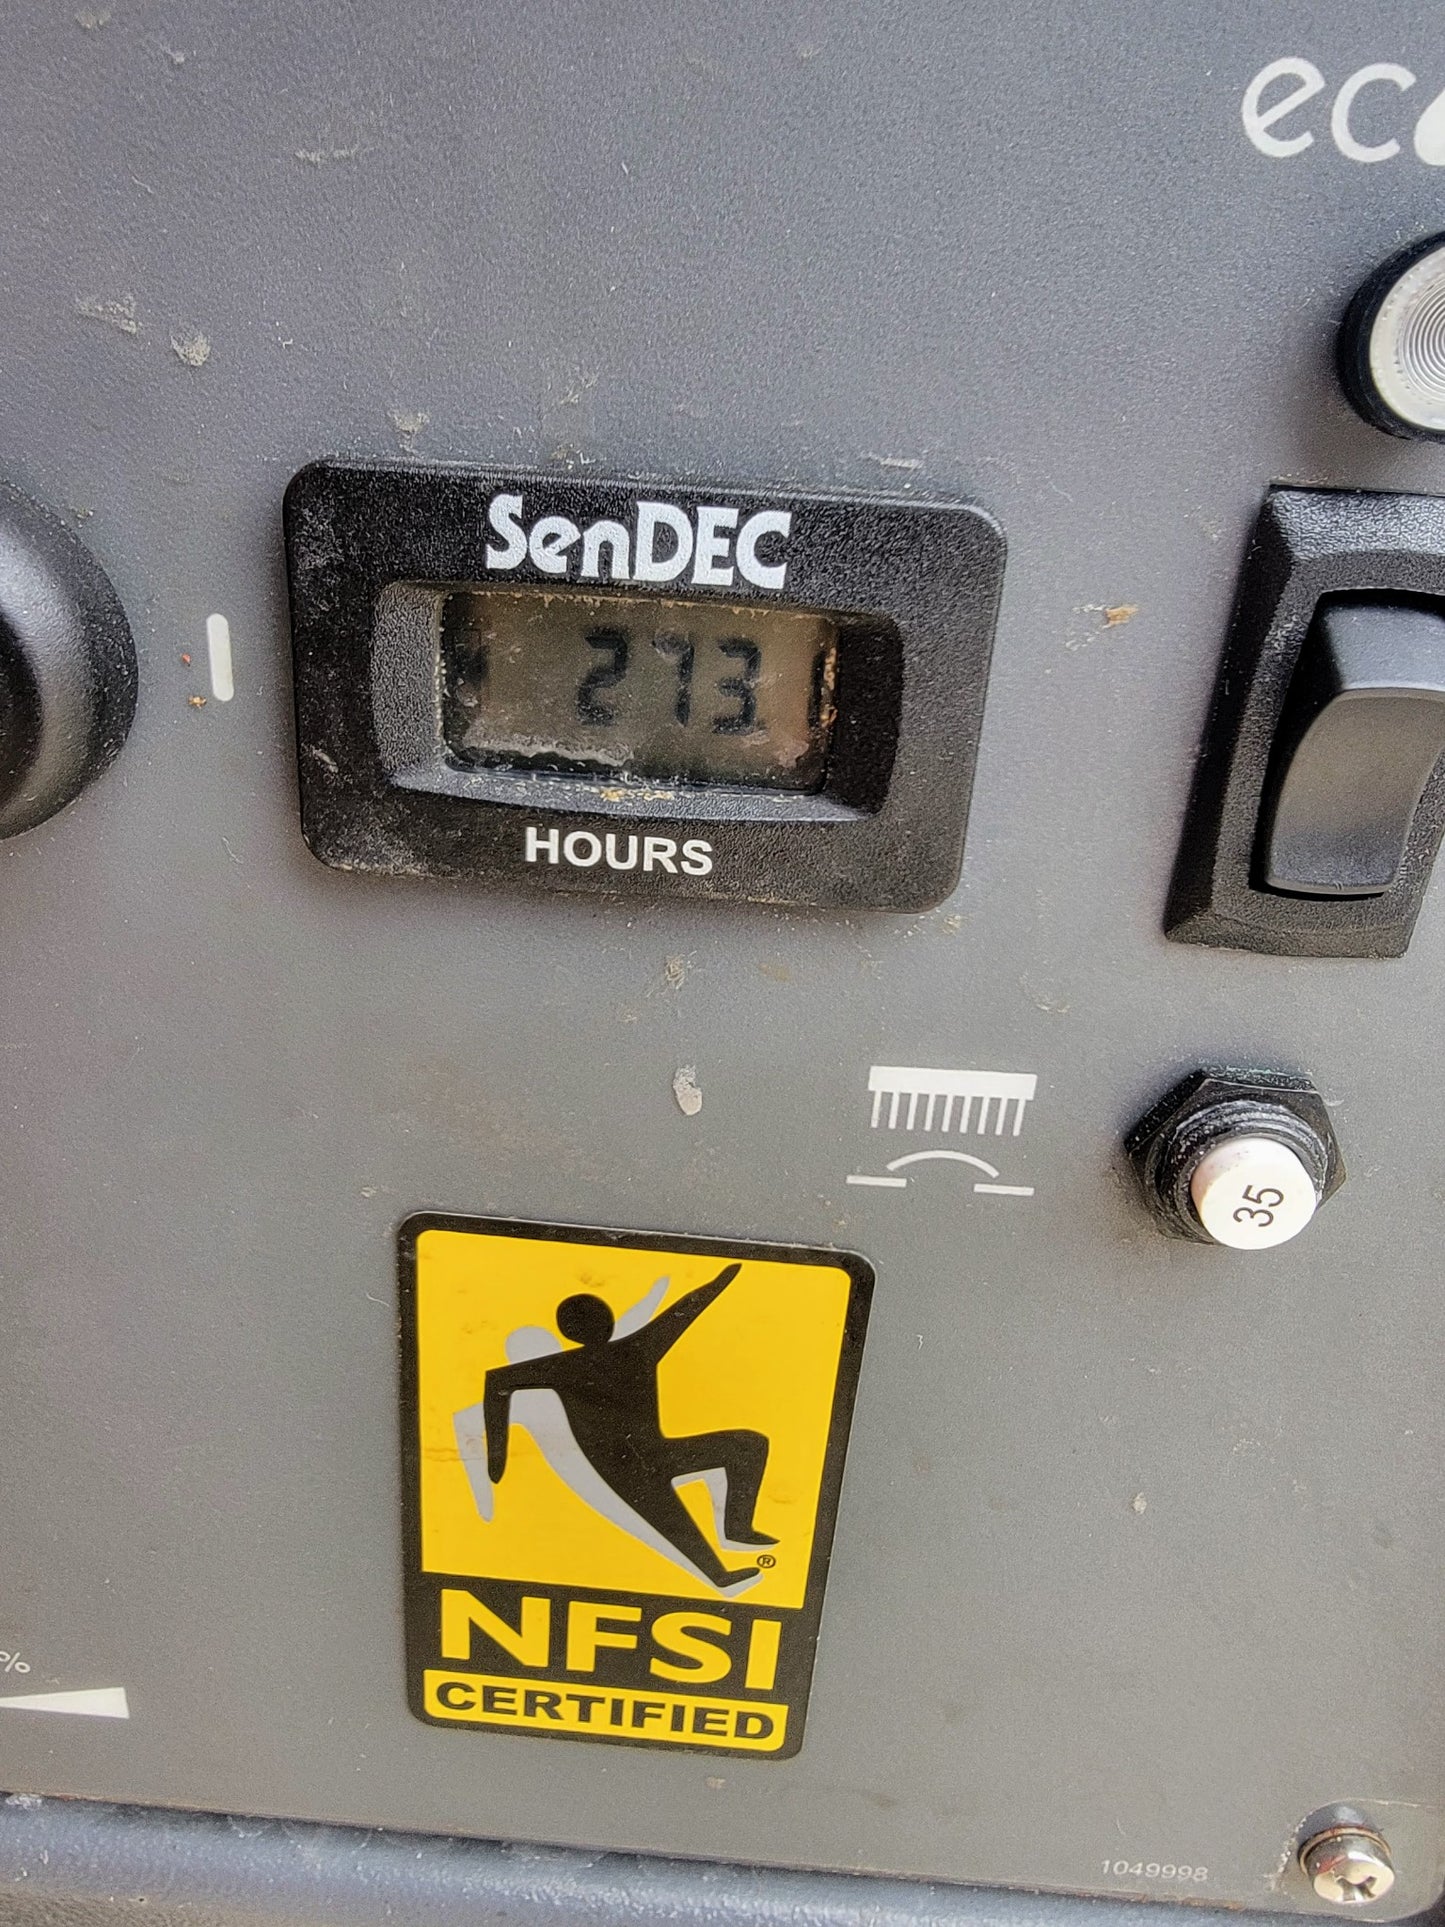 ec
SenDEC
273
HOURS
35
®
NFSI
CERTIFIED
%
1049998